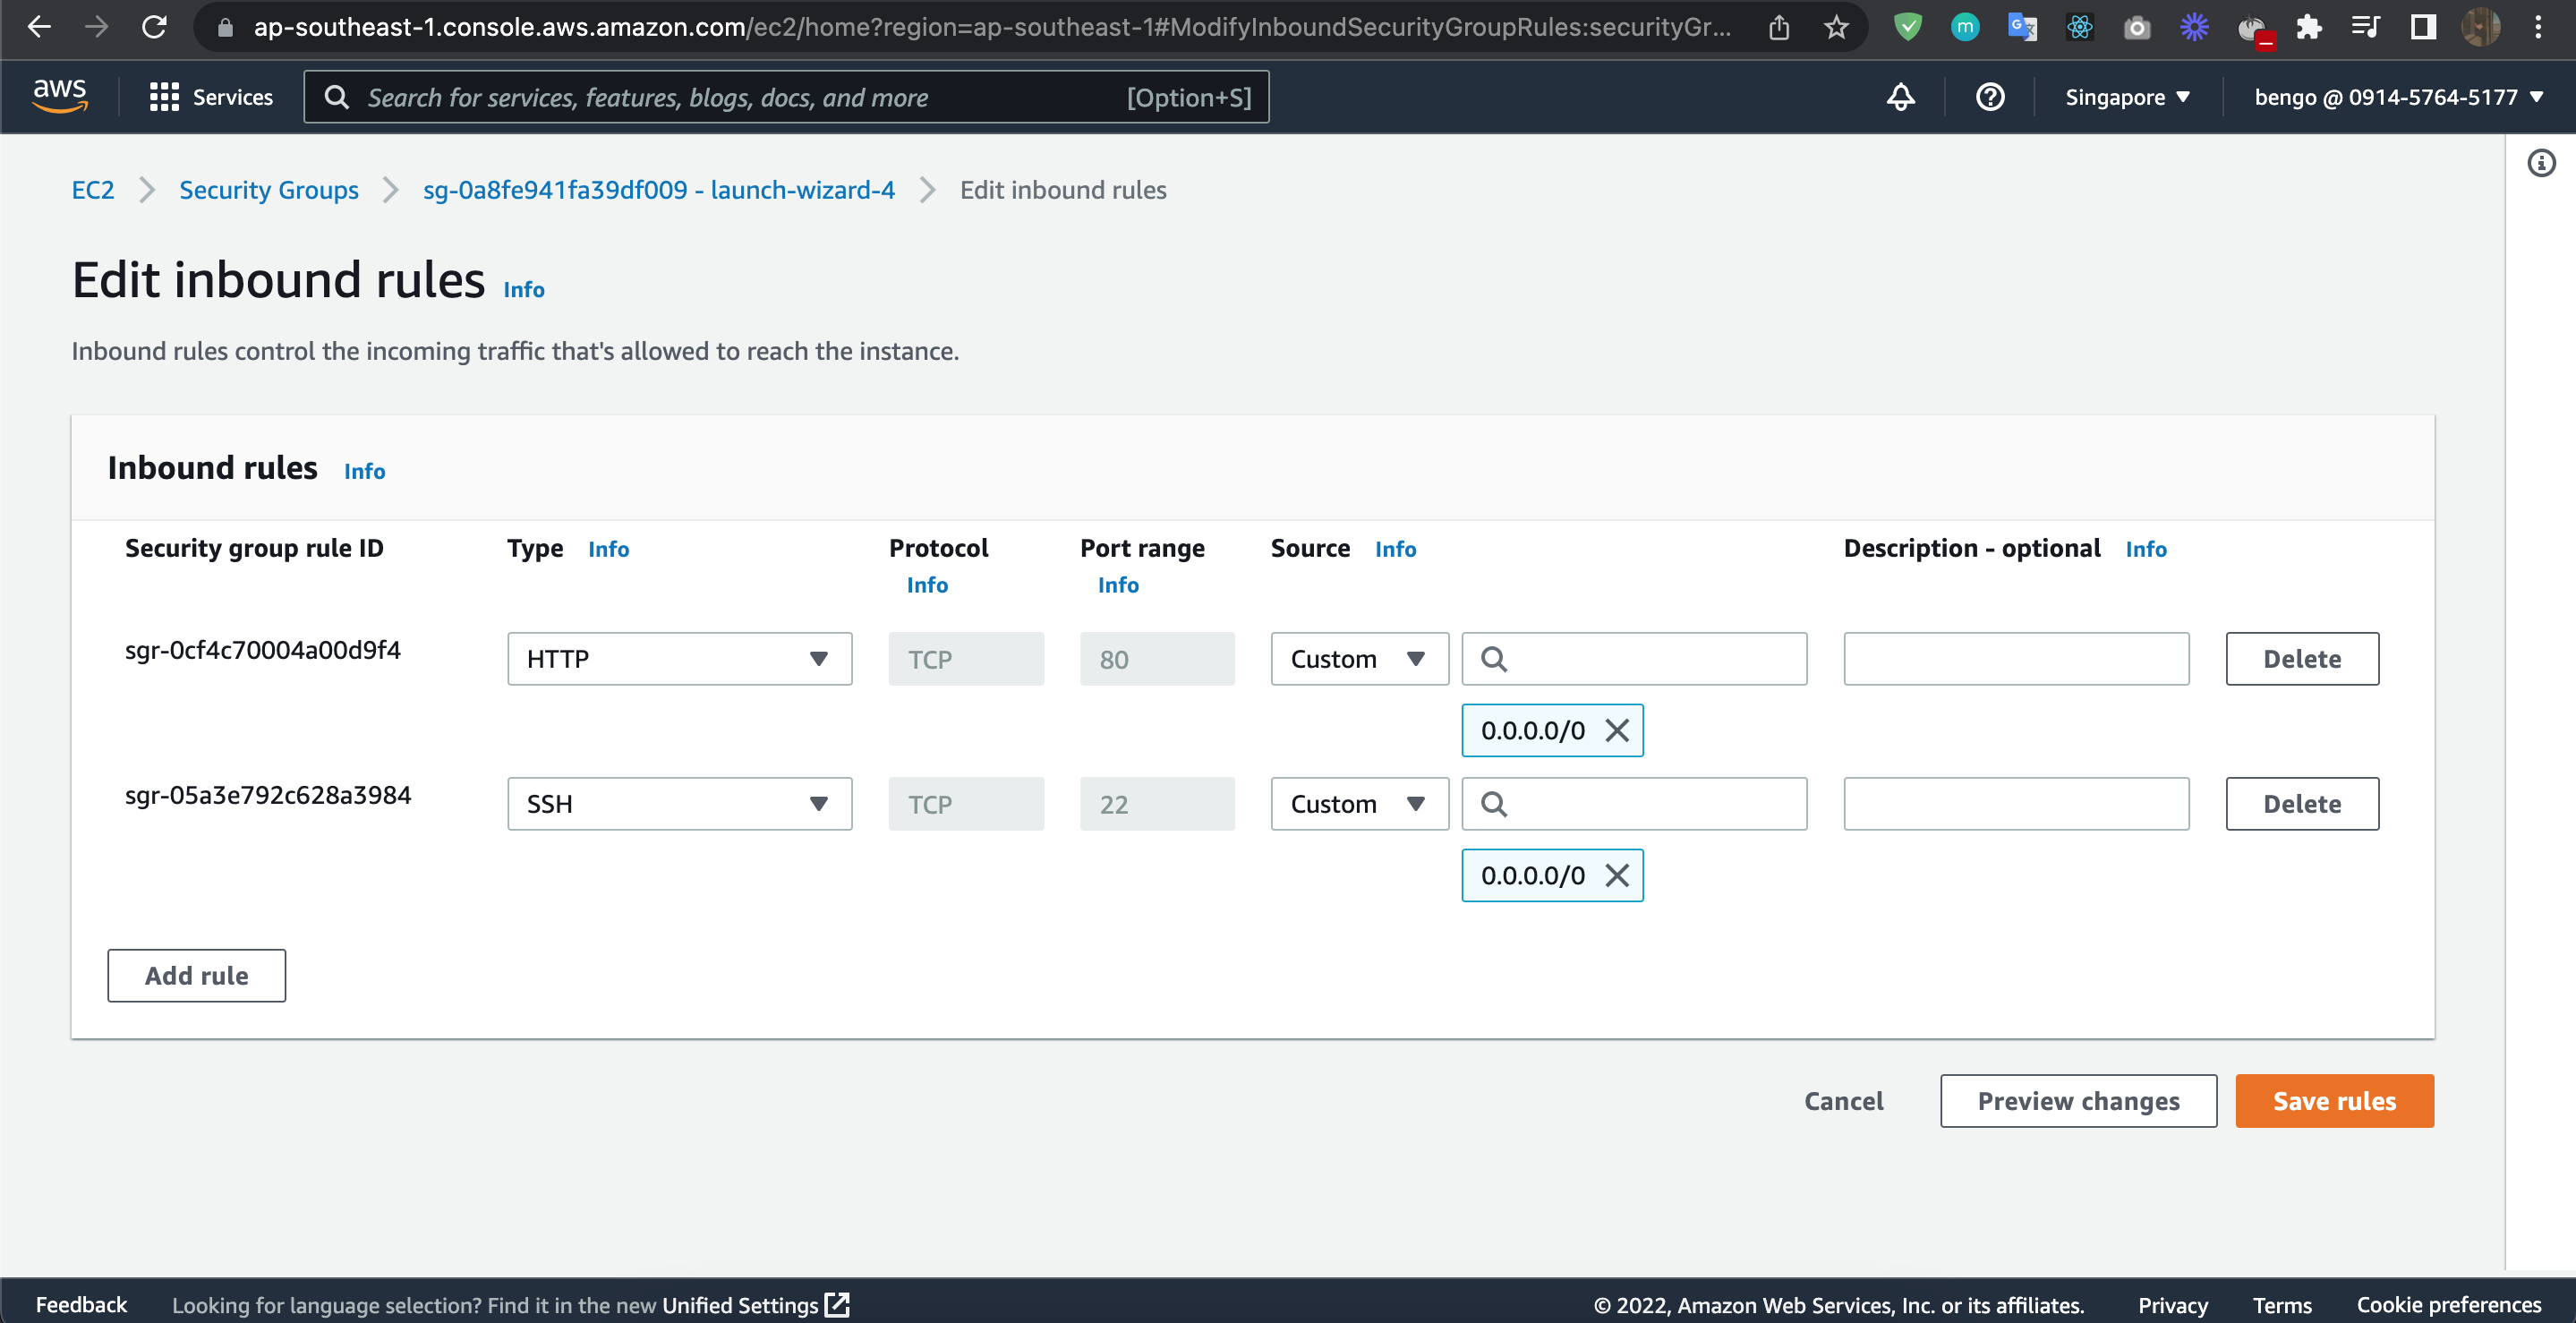 ap-southeast-1.console.aws.amazon.com/ec2/home?region=ap-southeast-1#ModifyInboundSecurityGroupRules:securityGr...
m
aws
Services
Search for services, features, blogs, docs, and more
[Option+S]
Singapore
bengo @ 0914-5764-5177
EC2
Security Groups
sg-0a8fe941fa39df009 - launch-wizard-4
Edit inbound rules
Edit inbound rules Info
Inbound rules control the incoming traffic that's allowed to reach the instance.
Inbound rules Info
Security group rule ID
Type Info
Protocol
Info
Port range
Info
Source Info
Description - optional Info
sgr-0cf4c70004a00d9f4
HTTP
TCP
80
Custom
Delete
0.0.0.0/0
sgr-05a3e792c628a3984
SSH
TCP
22
Custom
Delete
0.0.0.0/0
Add rule
Cancel
Preview changes
Save rules
Feedback
Looking for language selection? Find it in the new Unified Settings
© 2022, Amazon Web Services, Inc. or its affiliates.
Privacy
Terms
Cookie preferences